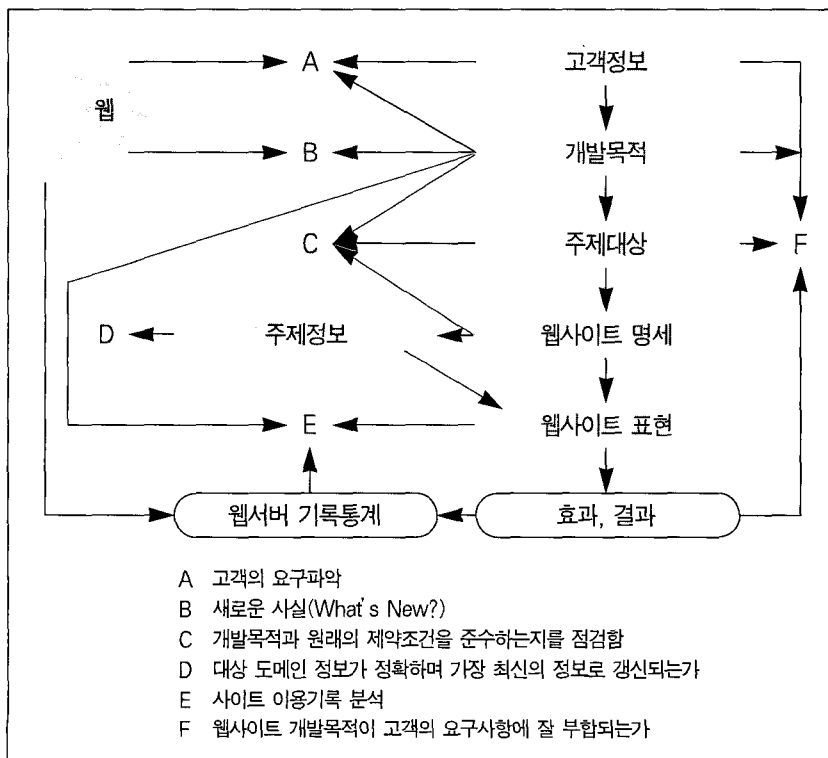 A 고객정보
웹
B 개발목적
C 주제대상 F
D 주제정보 웹사이트 명세
E 웹사이트 표현
웹서버 기록통계 효과, 결과
A 고객의 요구파악
B 새로운 사실(What's New?)
C 개발목적과 원래의 제약조건을 준수하는지를 점검함
D 대상 도메인 정보가 정확하며 가장 최신의 정보로 갱신되는가
E 사이트 이용기록 분석
F 웹사이트 개발목적이 고객의 요구사항에 잘 부합되는가